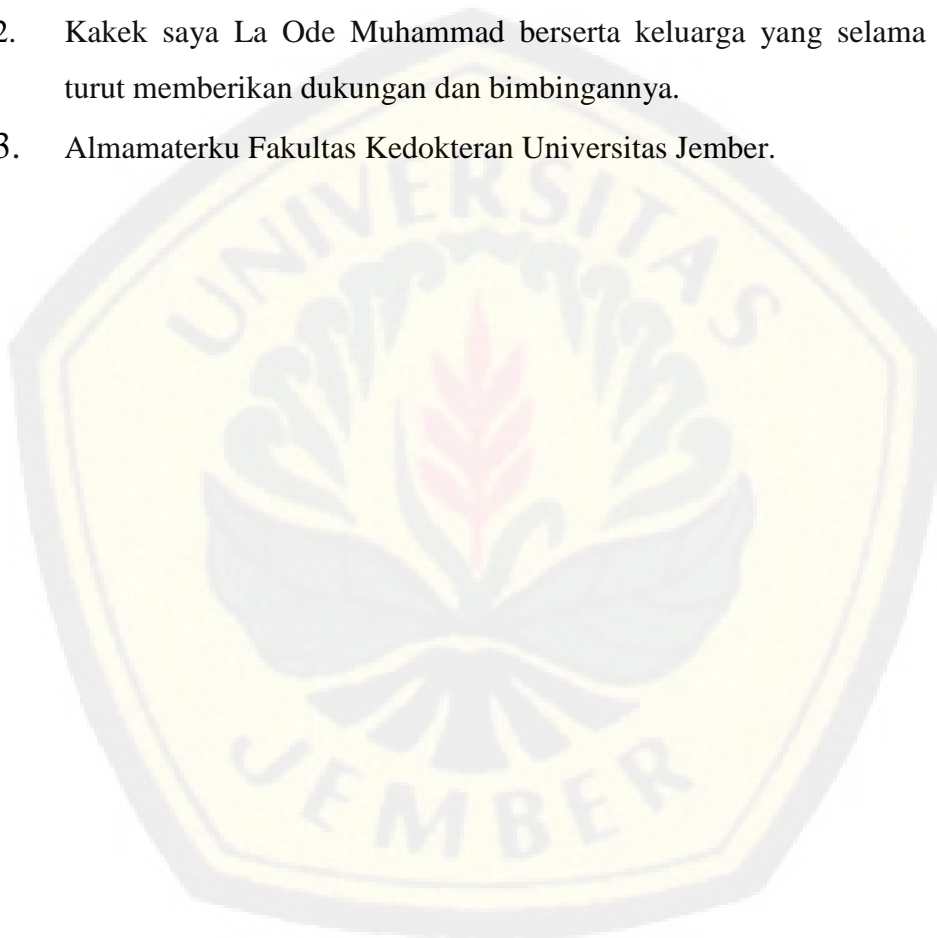 2. Kakek saya La Ode Muhammad berserta keluarga yang selama
turut memberikan dukungan dan bimbingannya.
3. Almamaterku Fakultas Kedokteran Universitas Jember.
UNIVERSITAS
JEMBER